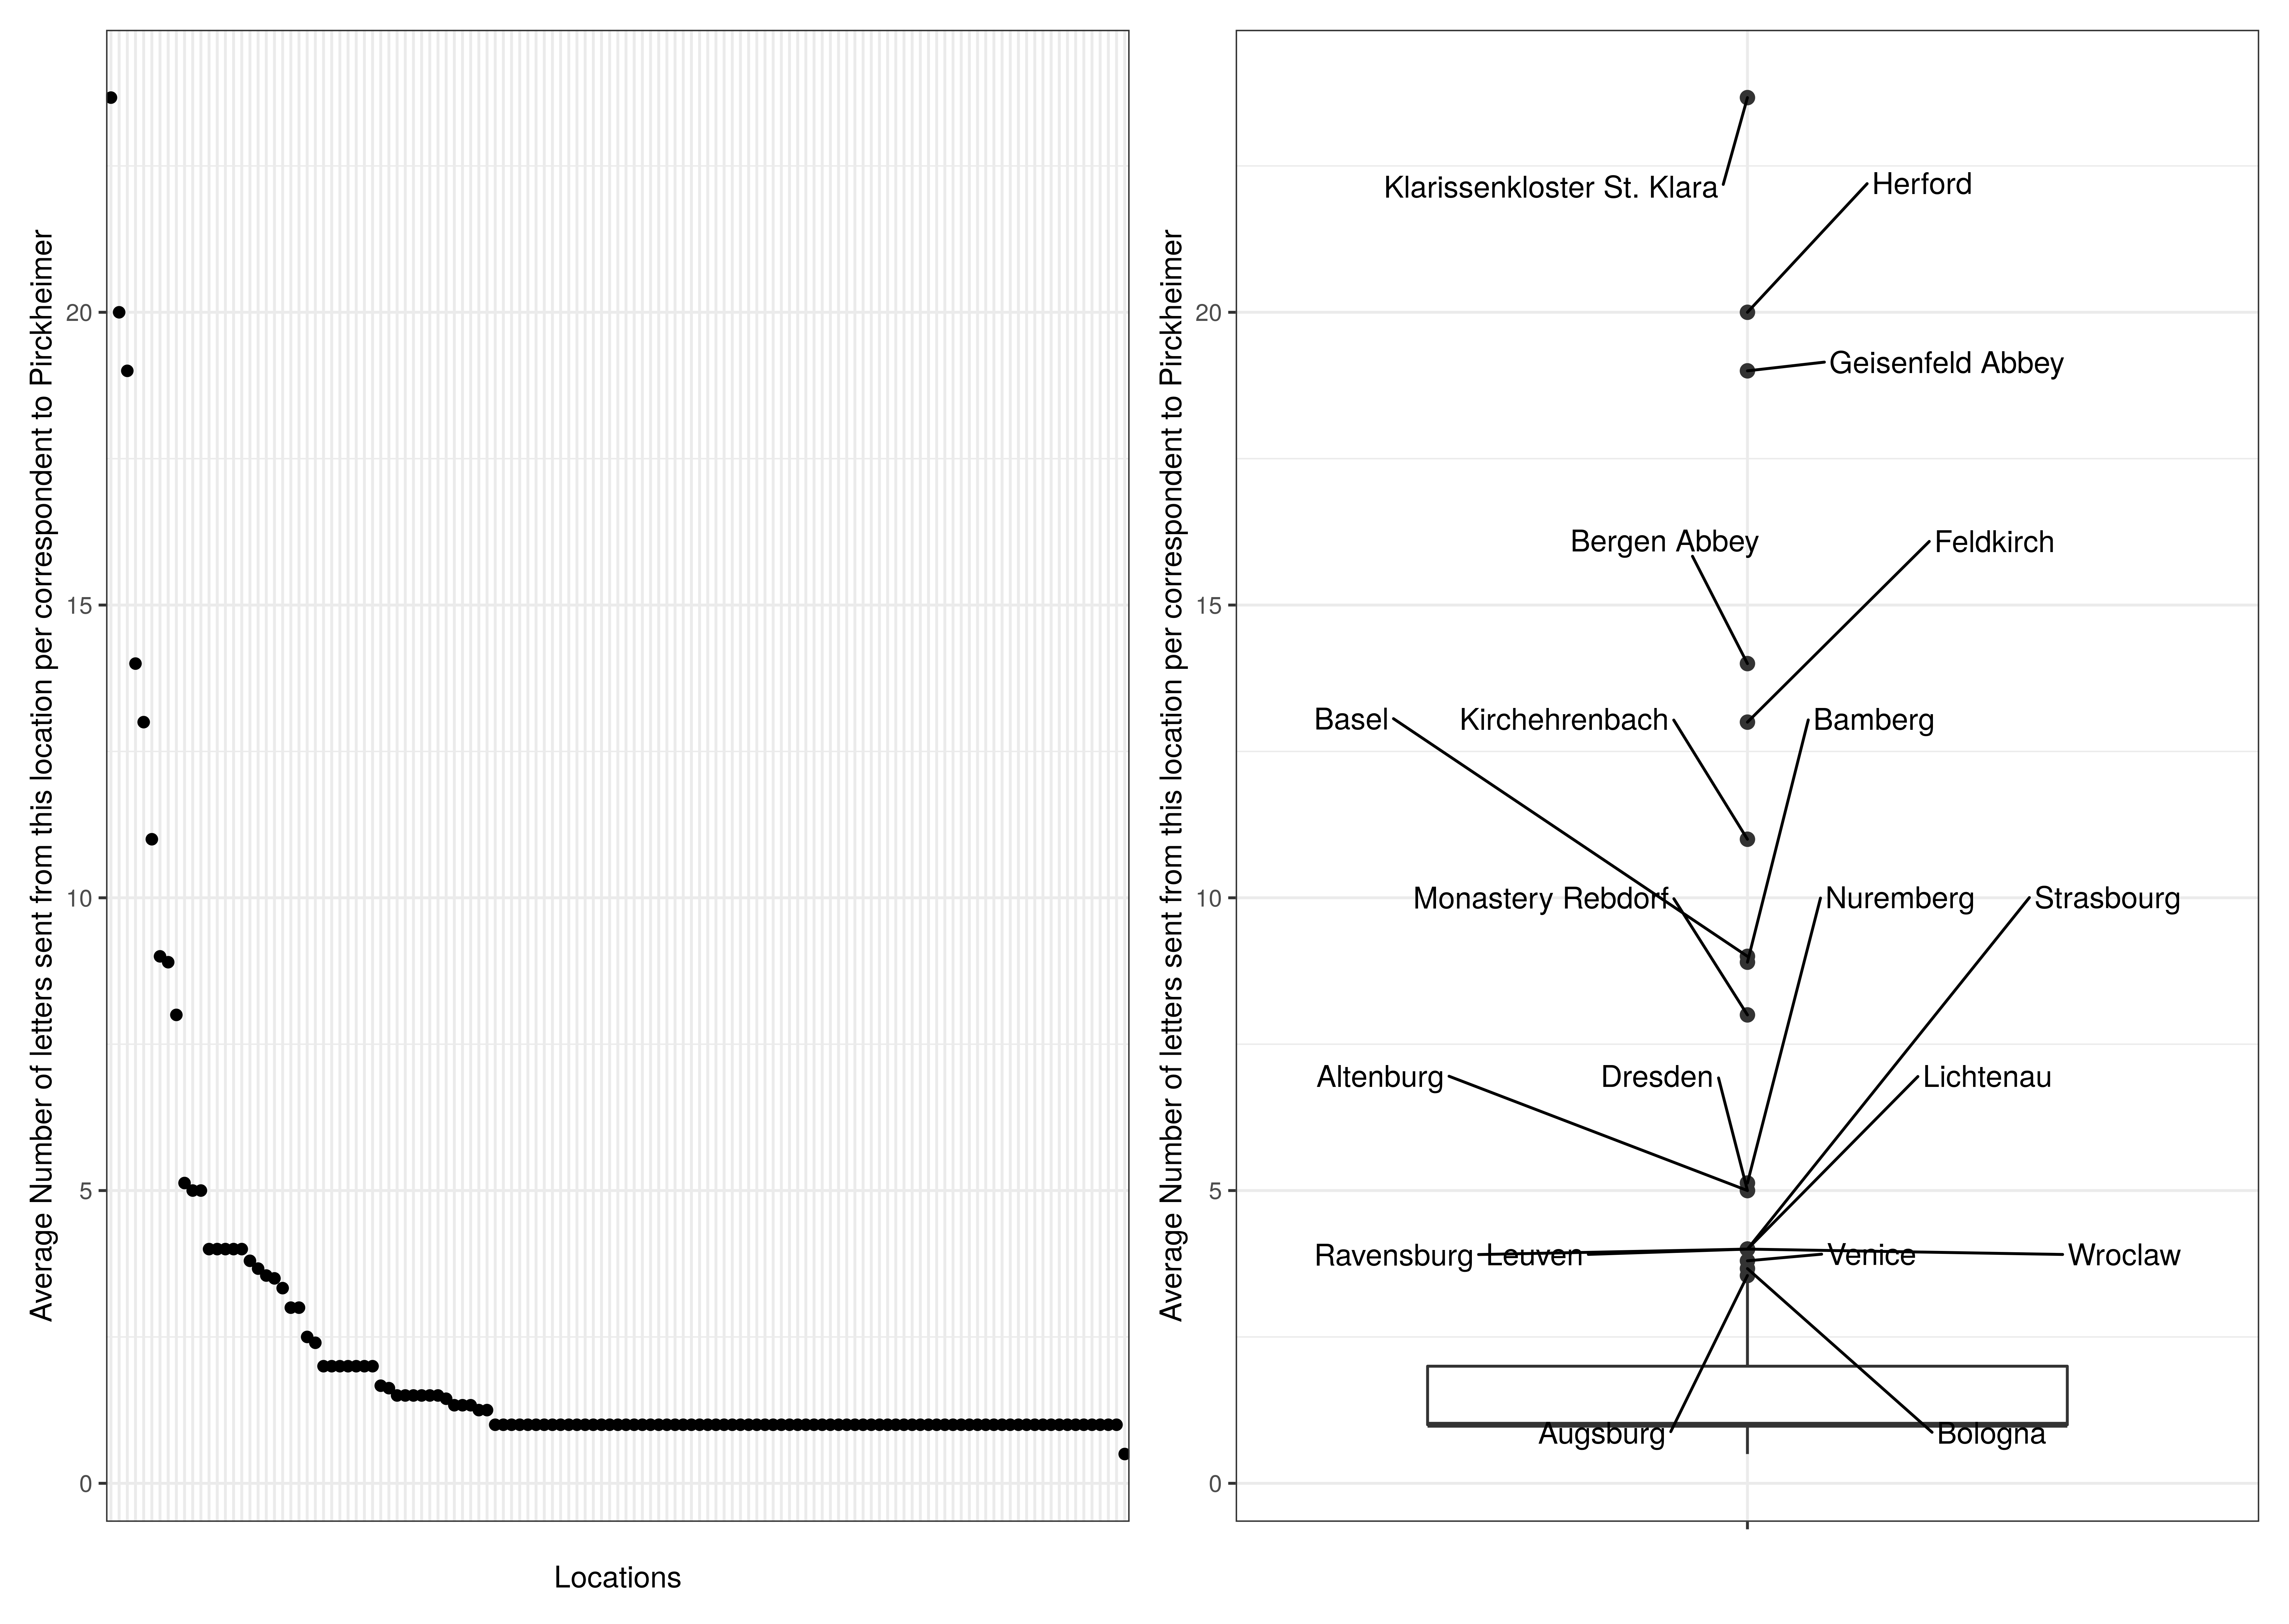 Average Number of letters sent from this location per correspondent to Pirckheimer
20
15
10
5
0
Locations
Average Number of letters sent from this location per correspondent to Pirckheimer
20
15
10
5
0
Klarissenkloster St. Klara
Herford
Geisenfeld Abbey
Bergen Abbey
Feldkirch
Basel
Kirchehrenbach
Bamberg
Monastery Rebdorf
Nuremberg
Strasbourg
Altenburg
Dresden
Lichtenau
Ravensburg
Leuven
Venice
Wroclaw
Augsburg
Bologna